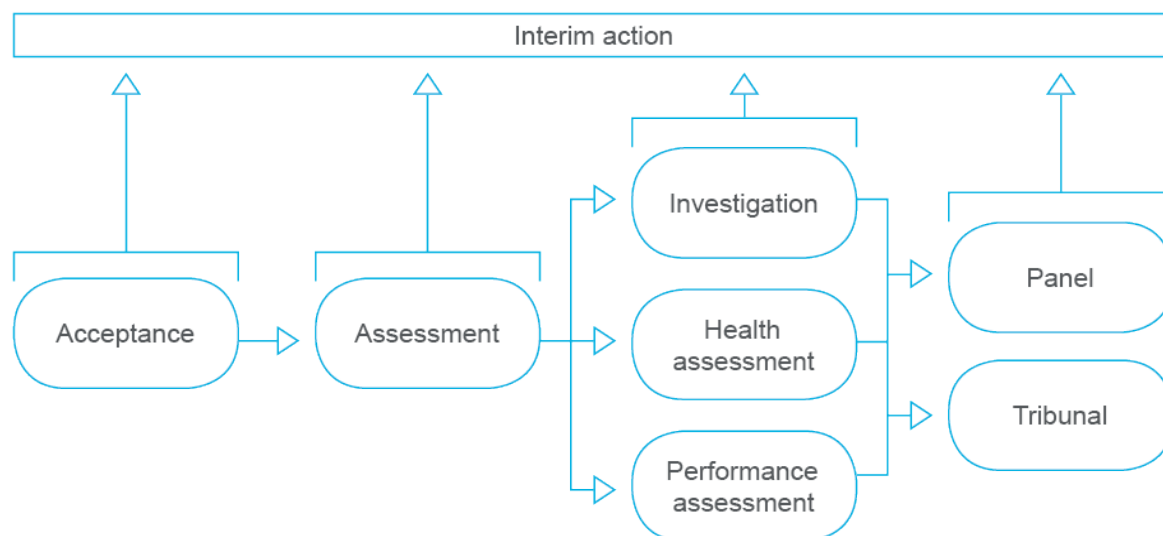 Interim action
Acceptance
Assessment
Investigation
Health
assessment
Performance
assessment
Panel
Tribunal